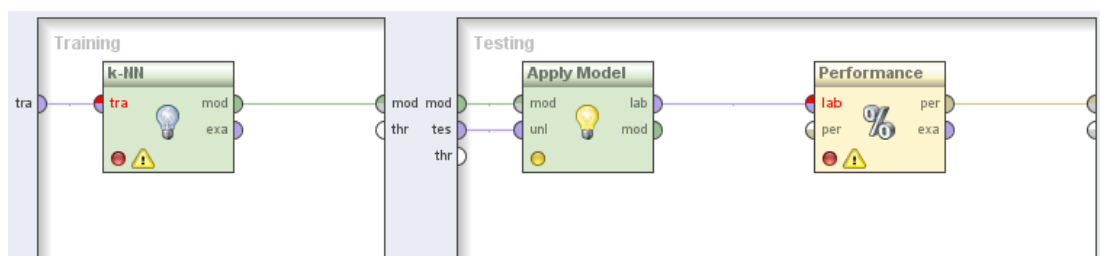 Training
Testing
k-NN
Apply Model
Performance
tra
tra
mod
mod
mod
mod
lab
lab
per
exa
thr
tes
unl
mod
per
exa
thr
%